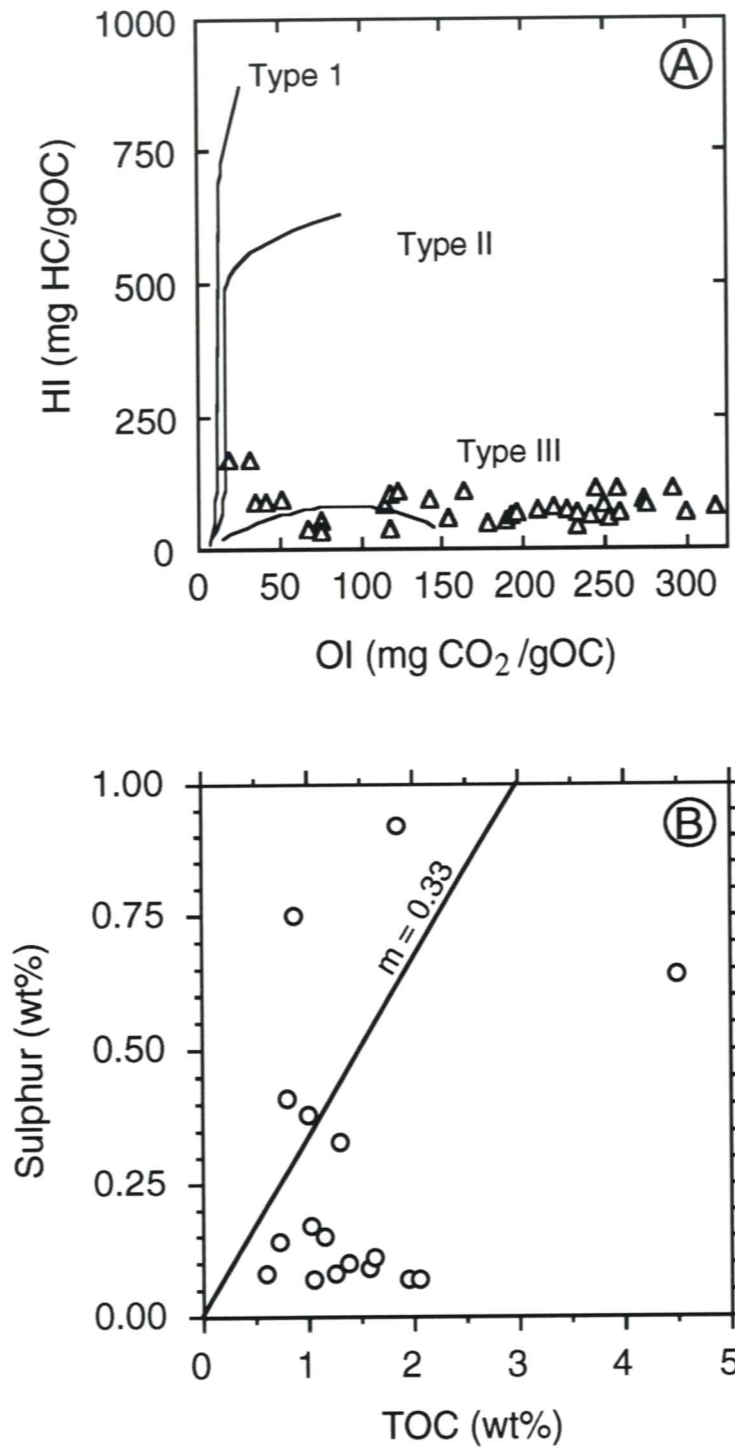 1000
A
Type 1
750
Type II
500
HI (mg HC/gOC)
250
Type III
0
0 50 100 150 200 250 300
OI (mg CO₂/gOC)
1.00
B
m = 0.33
0.75
0.50
Sulphur (wt%)
0.25
0.00
0 1 2 3 4 5
TOC (wt%)